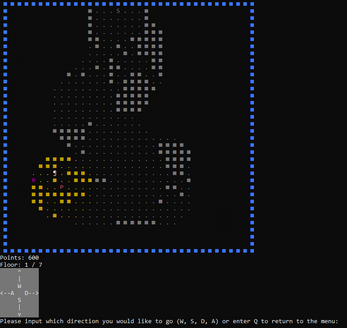 Points: 600
Floor: 1 / 7
^
|
W
<--A D-->
S
|
v
Please input which direction you would like to go (W, S, D, A) or enter Q to return to the menu: